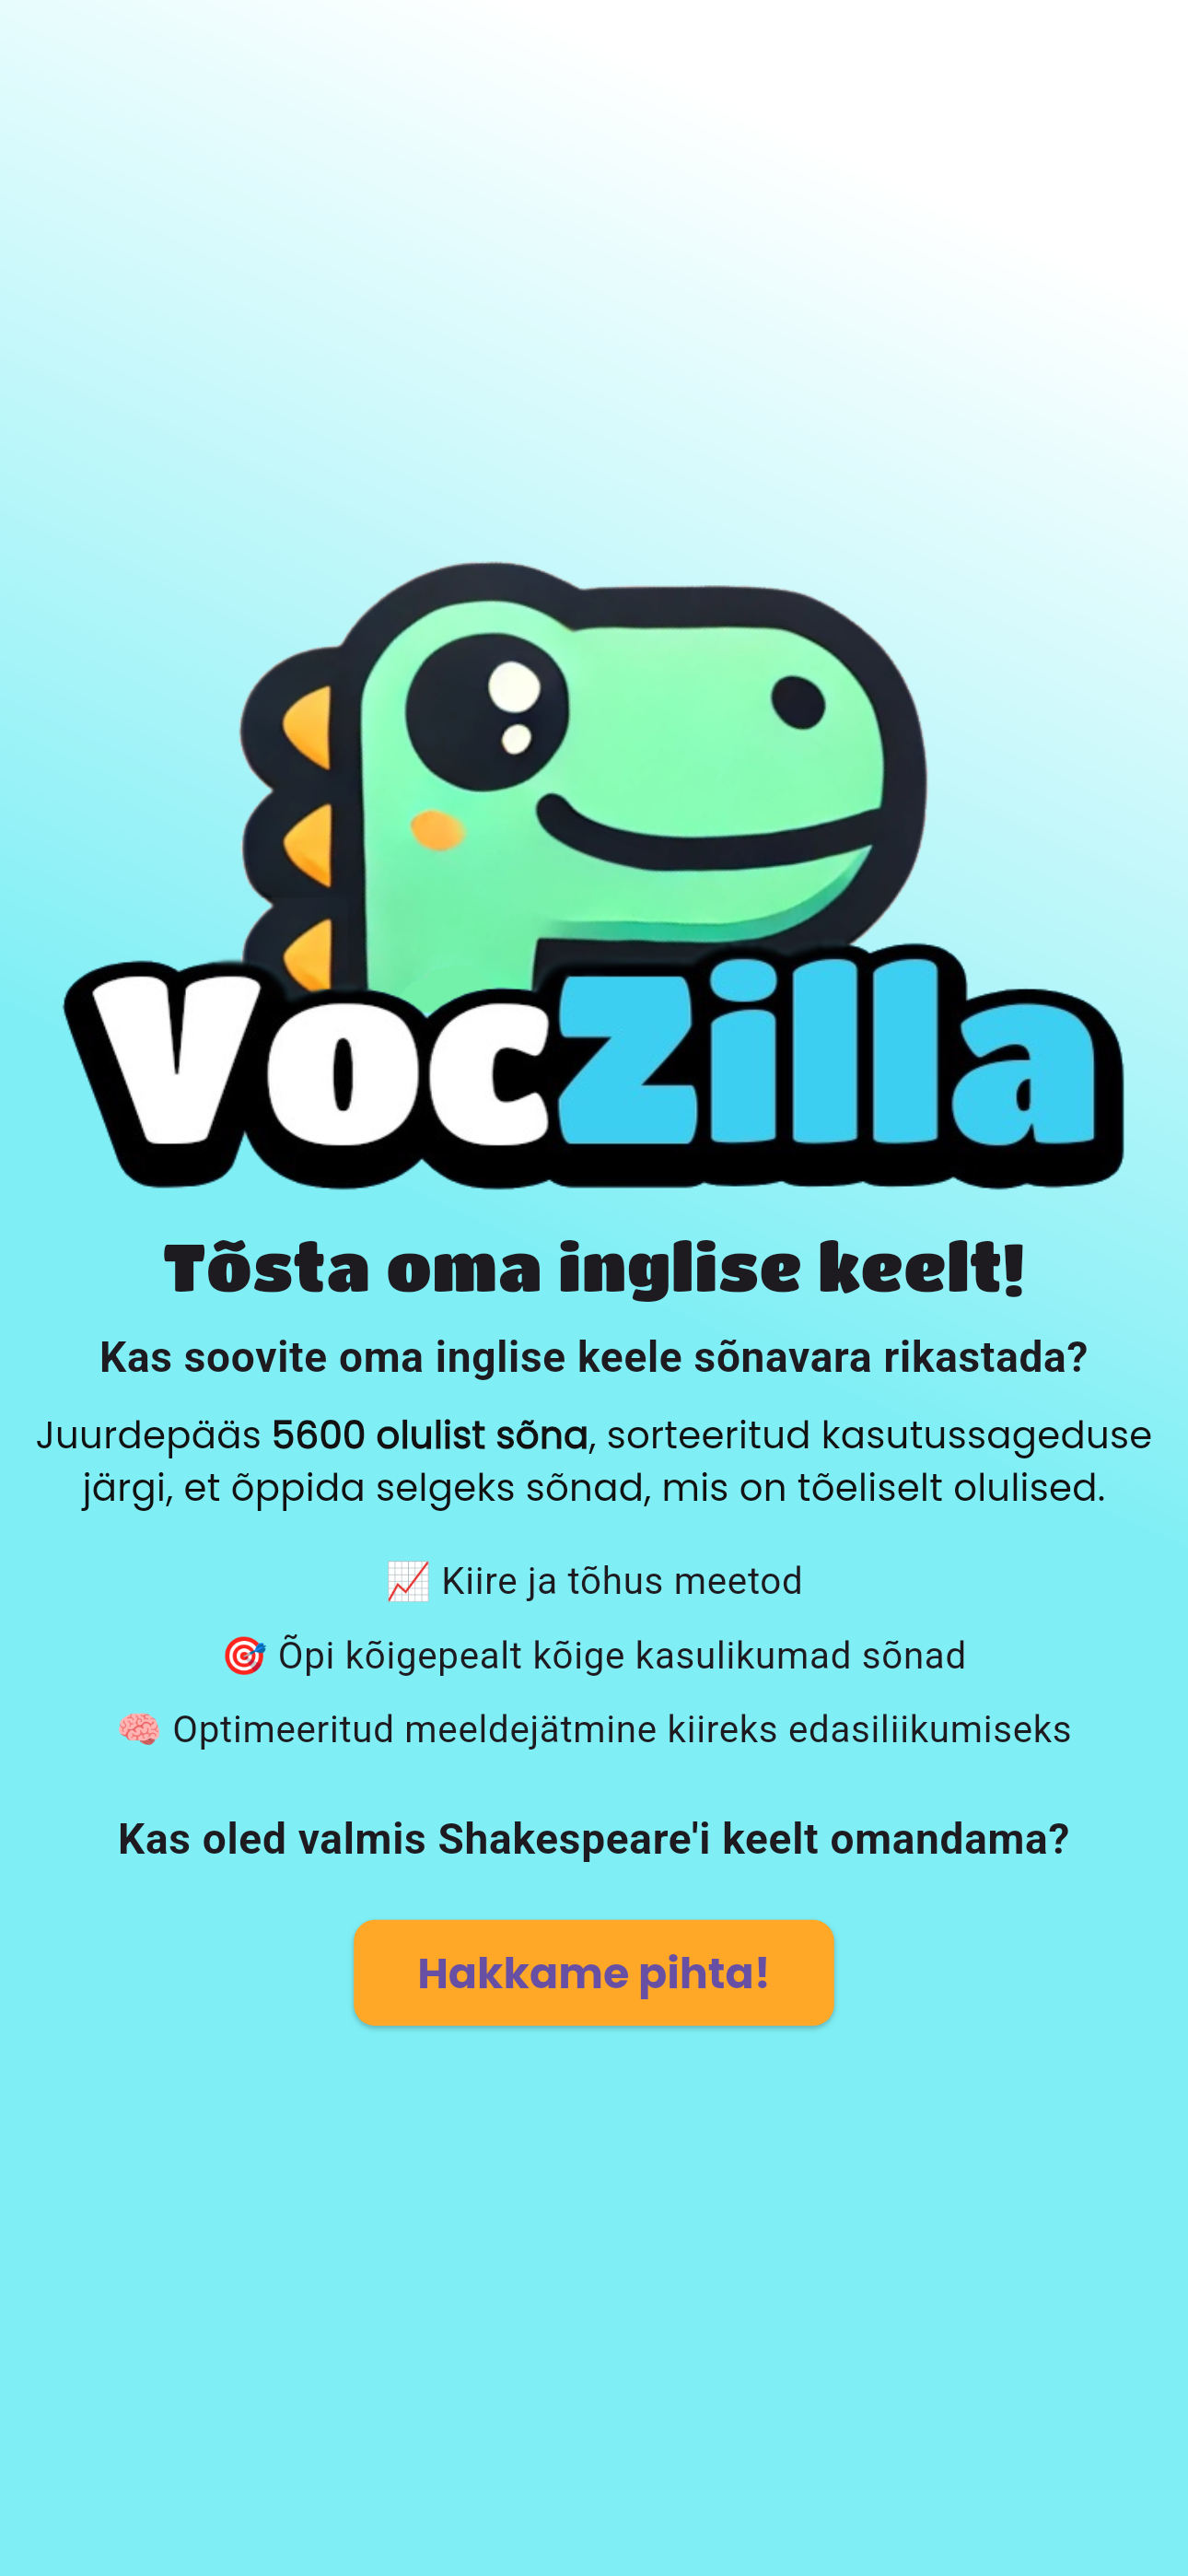 VocZilla
Tõsta oma inglise keelt!
Kas soovite oma inglise keele sõnavara rikastada?
Juurdepääs 5600 olulist sõna, sorteeritud kasutussageduse
järgi, et õppida selgeks sõnad, mis on tõeliselt olulised.
📈 Kiire ja tõhus meetod
🎯 Õpi kõigepealt kõige kasulikumad sõnad
🧠 Optimeeritud meeldejätmine kiireks edasiliikumiseks
Kas oled valmis Shakespeare'i keelt omandama?
Hakkame pihta!